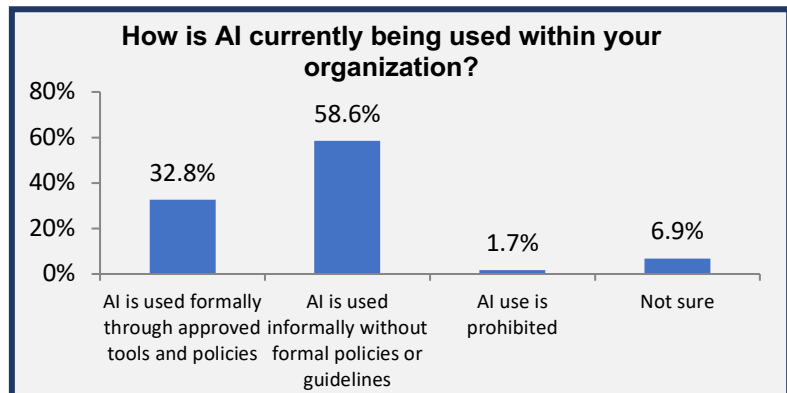 How is AI currently being used within your
organization?
80%
60%
40%
20%
0%
32.8%
58.6%
1.7%
6.9%
AI is used formally
through approved
tools and policies
AI is used
informally without
formal policies or
guidelines
AI use is
prohibited
Not sure